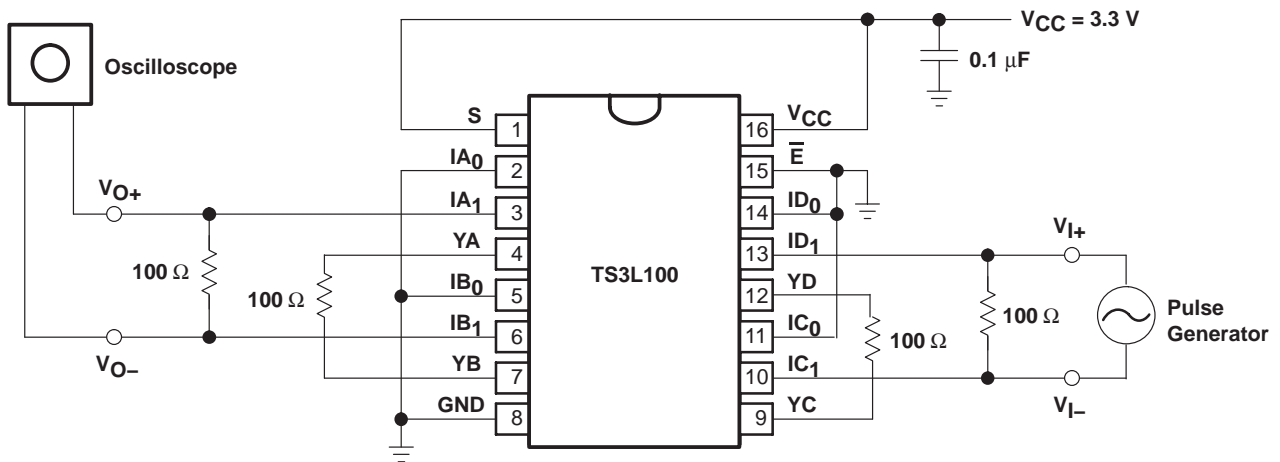 VCC = 3.3 V
0.1 μF
Oscilloscope
S
1
16
VCC
IA0
2
15
E̅
VO+
IA1
3
14
ID0
VI+
YA
4
13
ID1
100 Ω
100 Ω
TS3L100
IB0
5
12
YD
100 Ω
100 Ω
Pulse
Generator
IB1
6
11
IC0
VO–
YB
7
10
IC1
VI–
GND
8
9
YC